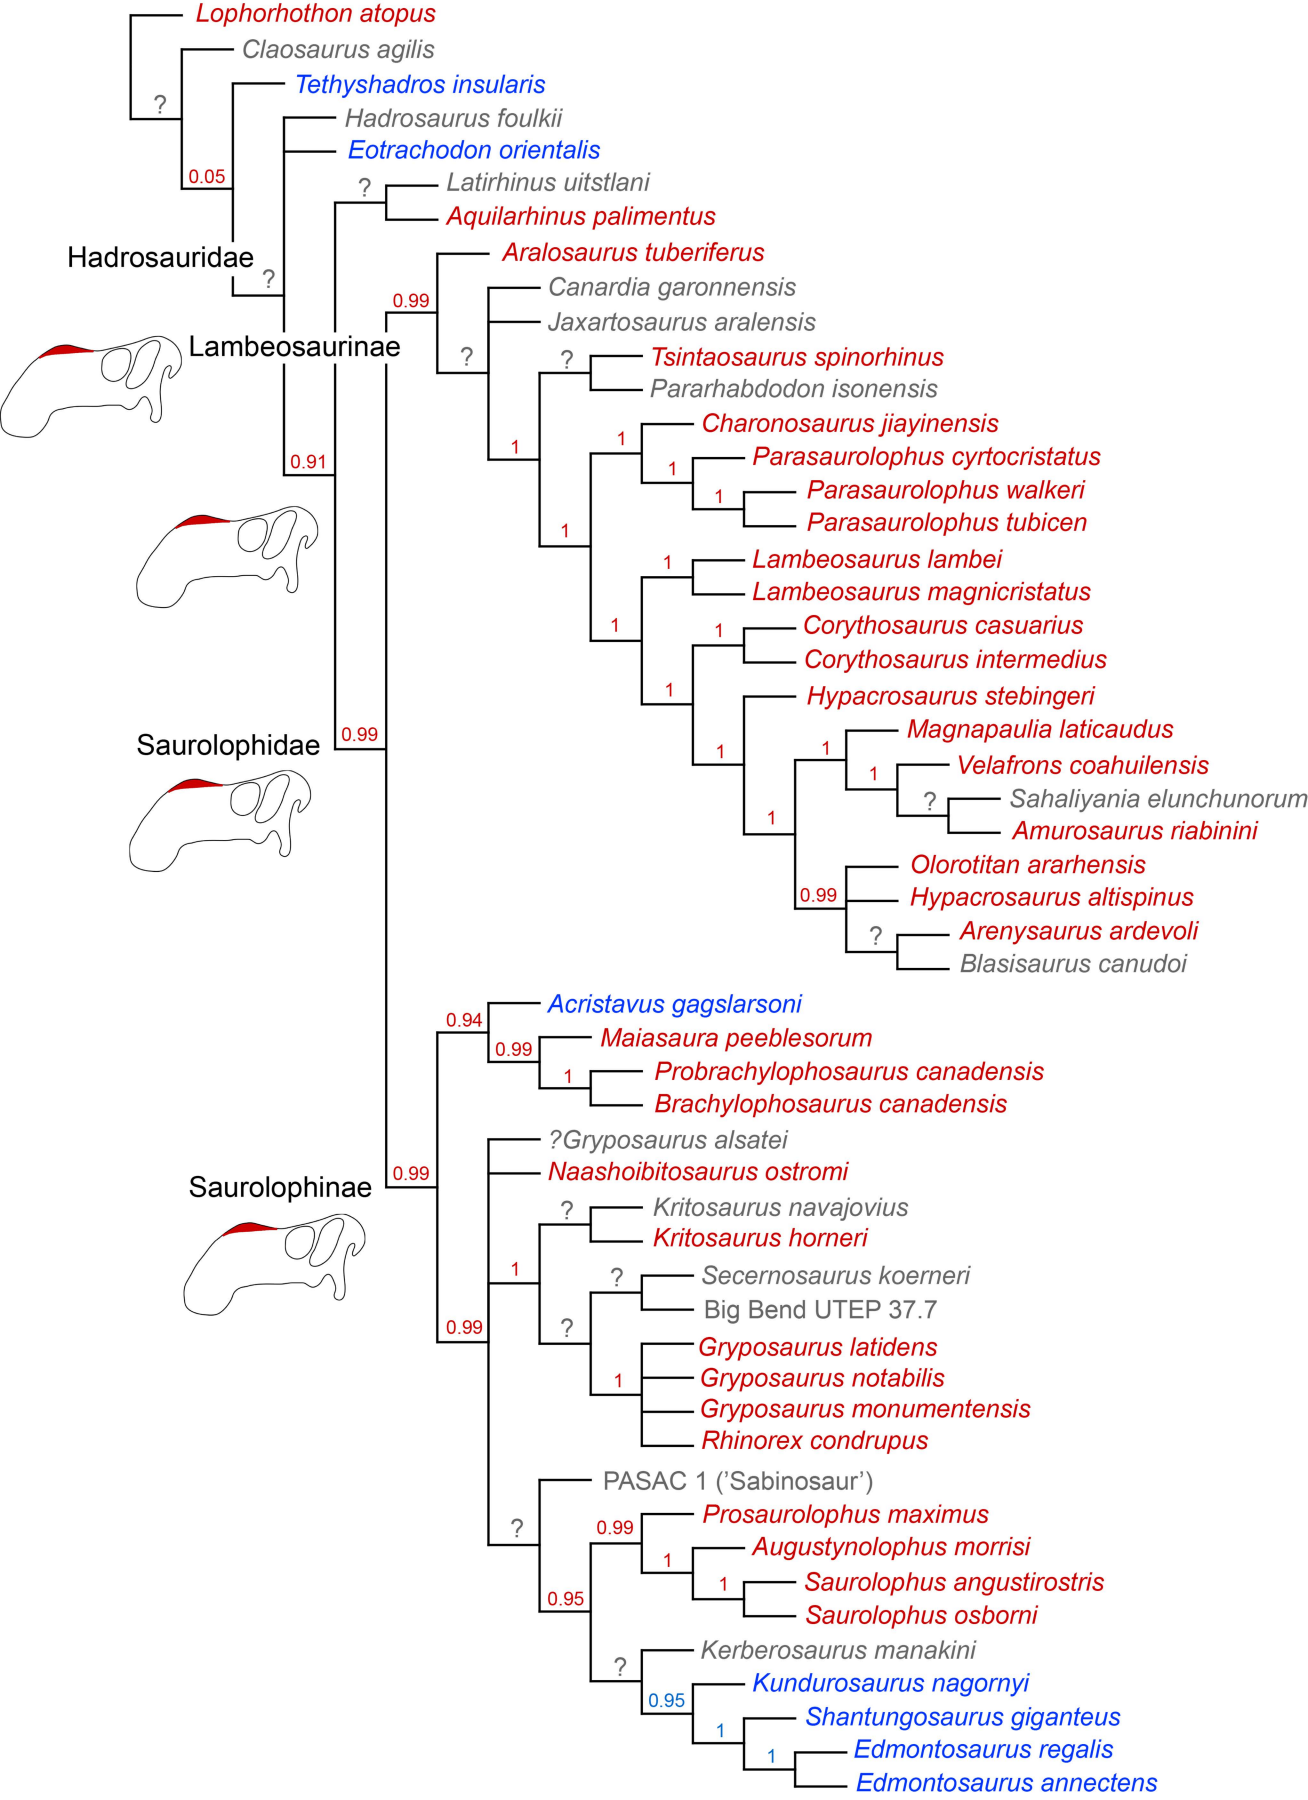 Lophorhothon atopus
Claosaurus agilis
Tethyshadros insularis
?
Hadrosaurus foulkii
Eotrachodon orientalis
0.05
Latirhinus uitstlani
?
Aquilarhinus palimentus
Hadrosauridae
Aralosaurus tuberiferus
?
Canardia garonnensis
0.99
Jaxartosaurus aralensis
Lambeosaurinae
?
?
Tsintaosaurus spinorhinus
Pararhabdodon isonensis
Charonosaurus jiayinensis
1
1
Parasaurolophus cyrtocristatus
0.91
1
Parasaurolophus walkeri
1
Parasaurolophus tubicen
1
1
Lambeosaurus lambei
Lambeosaurus magnicristatus
1
1
Corythosaurus casuarius
Corythosaurus intermedius
1
Hypacrosaurus stebingeri
Saurolophidae
0.99
1
1
Magnapaulia laticaudus
1
Velafrons coahuilensis
?
Sahaliyania elunchunorum
1
Amurosaurus riabinini
Olorotitan ararhensis
0.99
Hypacrosaurus altispinus
?
Arenysaurus ardevoli
Blasisaurus canudoi
Acristavus gagslarsoni
0.94
Maiasaura peeblesorum
0.99
1
Probrachylophosaurus canadensis
Brachylophosaurus canadensis
?Gryposaurus alsatei
Saurolophinae
0.99
Naashoibitosaurus ostromi
?
Kritosaurus navajovius
Kritosaurus horneri
1
?
Secernosaurus koerneri
Big Bend UTEP 37.7
0.99
?
Gryposaurus latidens
1
Gryposaurus notabilis
Gryposaurus monumentensis
Rhinorex condrupus
PASAC 1 (’Sabinosaur’)
?
0.99
Prosaurolophus maximus
1
Augustynolophus morrisi
0.95
1
Saurolophus angustirostris
Saurolophus osborni
?
Kerberosaurus manakini
0.95
Kundurosaurus nagornyi
1
Shantungosaurus giganteus
1
Edmontosaurus regalis
Edmontosaurus annectens